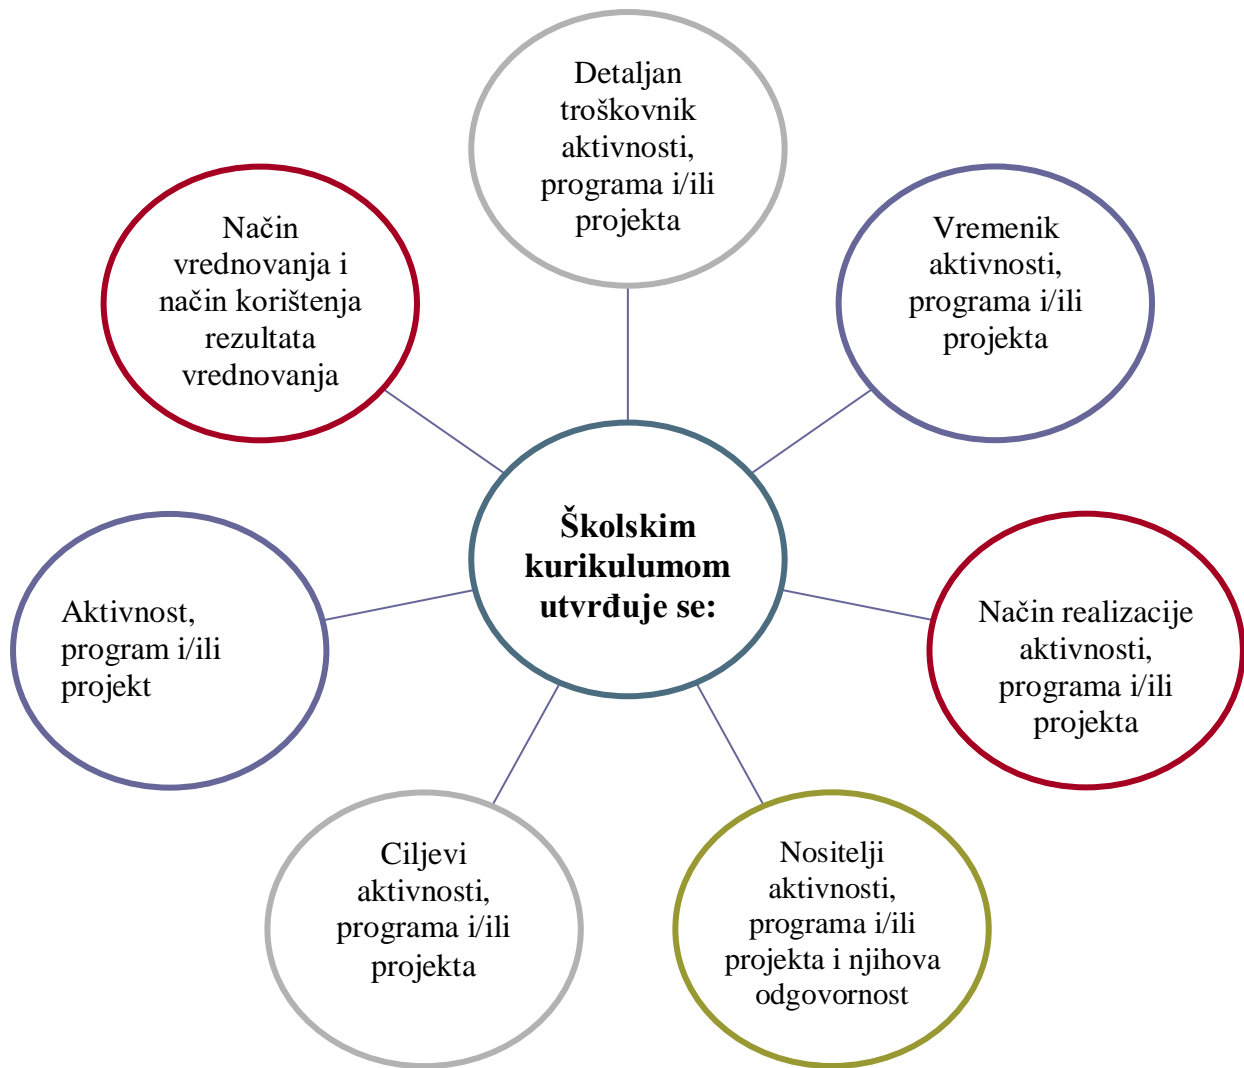 Detaljan
troškovnik
aktivnosti,
programa i/ili
projekta
Način
vrednovanja i
način korištenja
rezultata
vrednovanja
Vremenik
aktivnosti,
programa i/ili
projekta
Školskim
kurikulumom
utvrđuje se:
Aktivnost,
program i/ili
projekt
Način realizacije
aktivnosti,
programa i/ili
projekta
Ciljevi
aktivnosti,
programa i/ili
projekta
Nositelji
aktivnosti,
programa i/ili
projekta i njihova
odgovornost